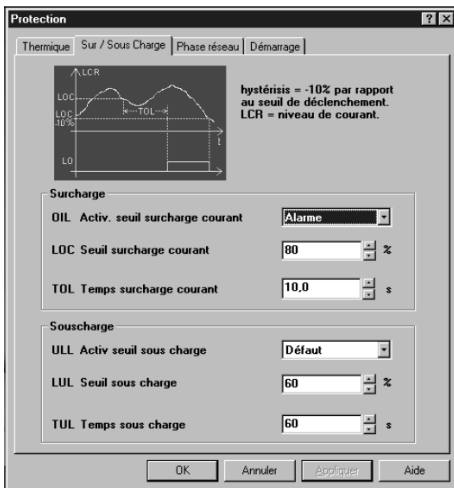 Protection
Thermique
Sur / Sous Charge
Phase réseau
Démarrage
LCR
LOC
LOC
-10%
TOL
t
LO
hystérisis = -10% par rapport
au seuil de déclenchement.
LCR = niveau de courant.
Surcharge
OIL Activ. seuil surcharge courant Alarme
LOC Seuil surcharge courant 80 %
TOL Temps surcharge courant 10,0 s
Souscharge
ULL Activ seuil sous charge Défaut
LUL Seuil sous charge 60 %
TUL Temps sous charge 60 s
OK Annuler Appliquer Aide